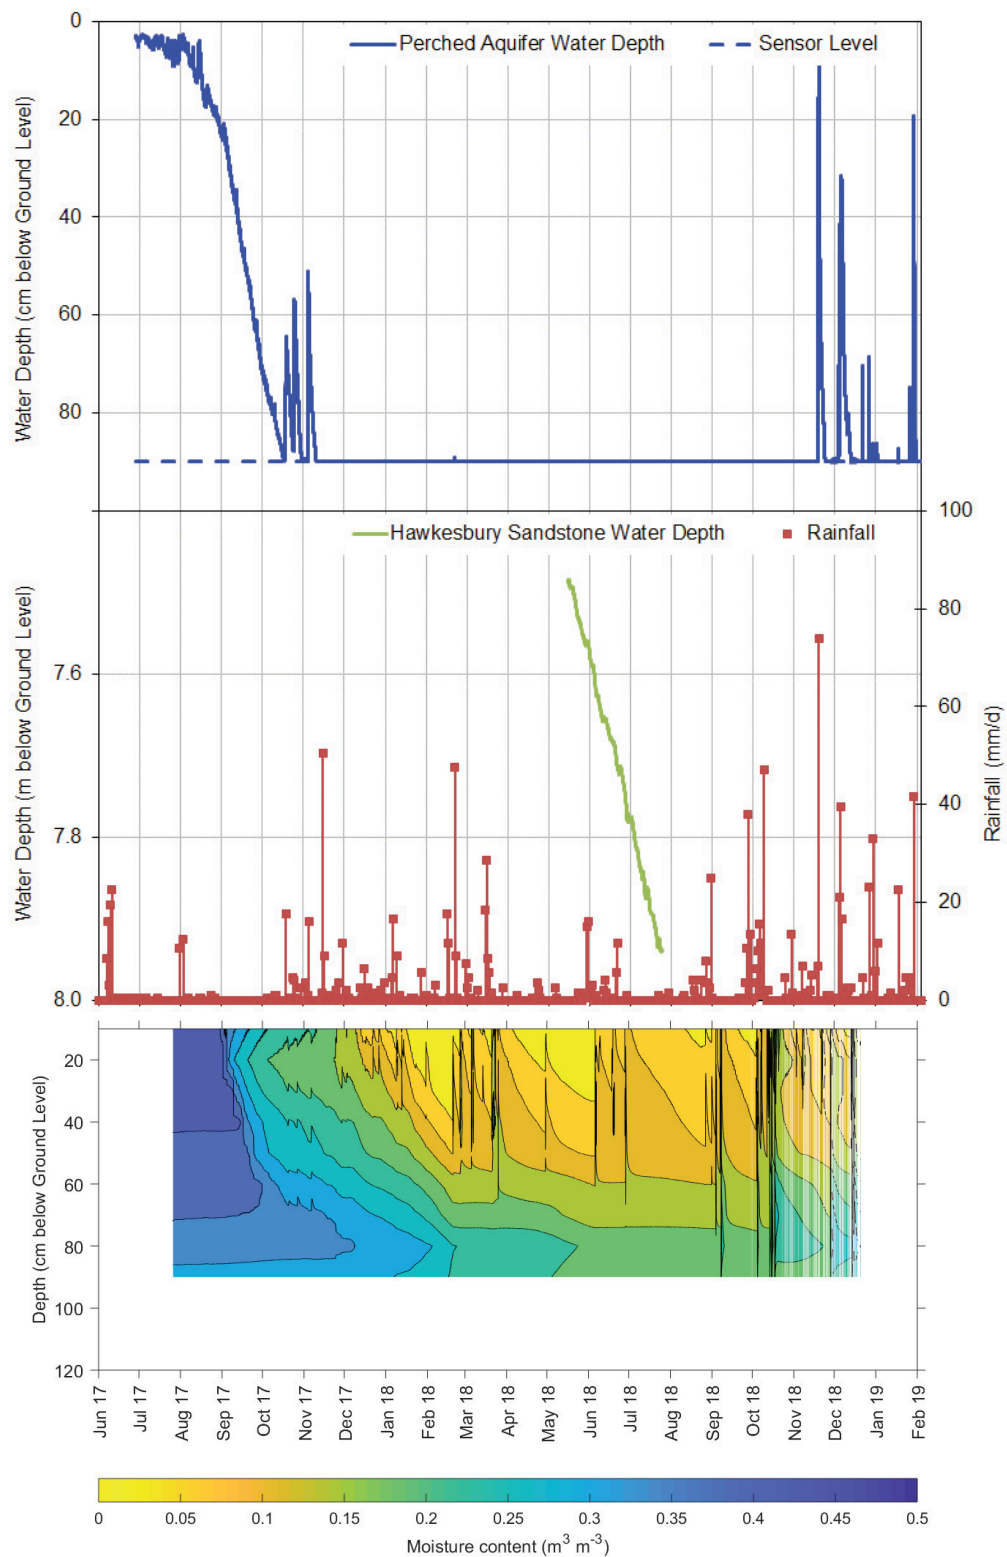 0
Perched Aquifer Water Depth
Sensor Level
20
40
60
80
Water Depth (cm below Ground Level)
100
Hawkesbury Sandstone Water Depth
Rainfall
80
7.6
60
7.8
40
20
8.0
0
Water Depth (m below Ground Level)
Rainfall (mm/d)
20
40
60
80
100
120
Depth (cm below Ground Level)
Jun 17
Jul 17
Aug 17
Sep 17
Oct 17
Nov 17
Dec 17
Jan 18
Feb 18
Mar 18
Apr 18
May 18
Jun 18
Jul 18
Aug 18
Sep 18
Oct 18
Nov 18
Dec 18
Jan 19
Feb 19
0 0.05 0.1 0.15 0.2 0.25 0.3 0.35 0.4 0.45 0.5
Moisture content (m³ m⁻³)